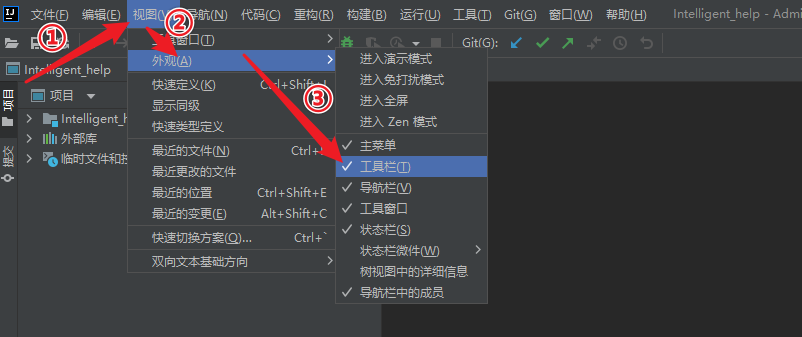 文件(F) 编辑(E) 视图(V) 导航(N) 代码(C) 重构(R) 构建(B) 运行(U) 工具(T) Git(G) 窗口(W) 帮助(H) Intelligent_help - Admi
① ②
Git(G):
Intelligent_help
项目
提交
项目
Intelligent_h
外部库
临时文件和
工具窗口(T)
外观(A)
快速定义(K) Ctrl+Shift+I
显示同级
快速类型定义
最近的文件(N) Ctrl+
最近更改的文件
最近的位置 Ctrl+Shift+E
最近的变更(E) Alt+Shift+C
快速切换方案(Q)... Ctrl+`
双向文本基础方向
③
进入演示模式
进入免打扰模式
进入全屏
进入 Zen 模式
主菜单
工具栏(T)
导航栏(V)
工具窗口
状态栏(S)
状态栏微件(W)
树视图中的详细信息
导航栏中的成员